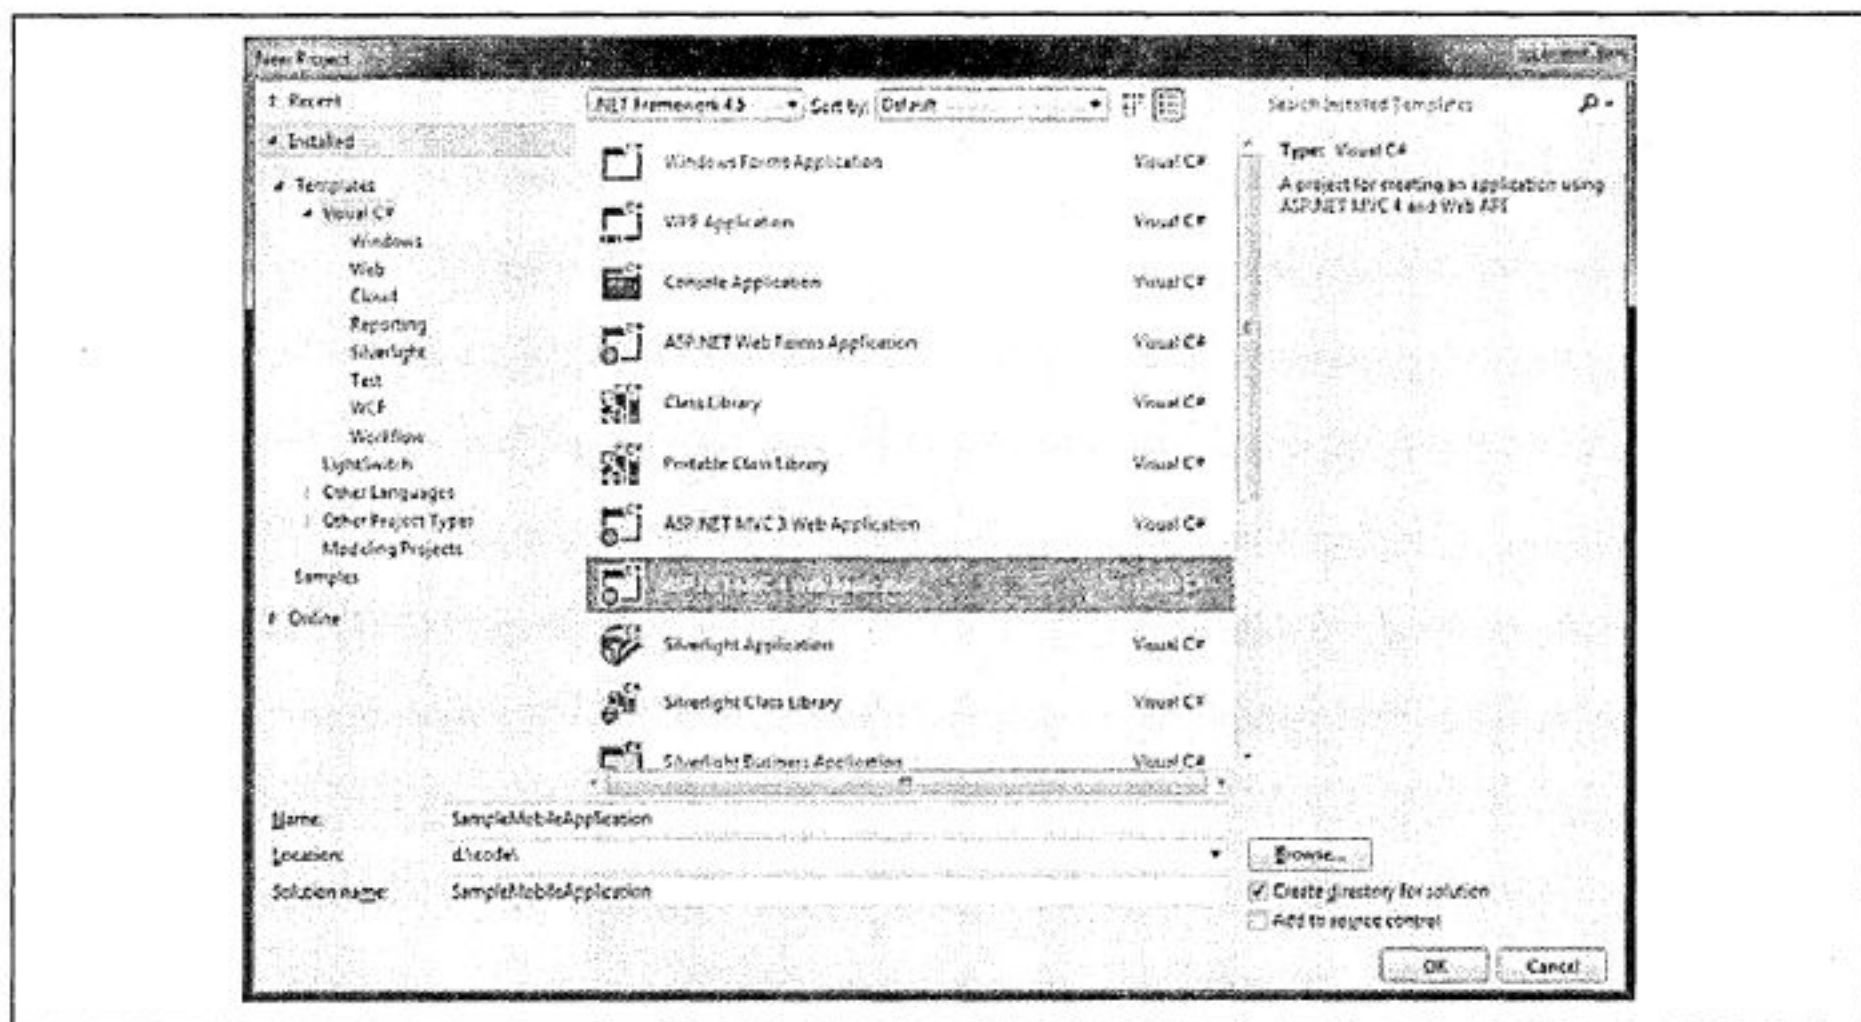 New Project
Recent
.NET Framework 4.5
Sort by: Default
Search Installed Templates
Installed
Templates
Visual C#
Windows
Web
Cloud
Reporting
Silverlight
Test
WCF
Workflow
LightSwitch
Other Languages
Other Project Types
Modeling Projects
Samples
Online
Windows Forms Application Visual C#
WPF Application Visual C#
Console Application Visual C#
ASP.NET Web Forms Application Visual C#
Class Library Visual C#
Portable Class Library Visual C#
ASP.NET MVC 3 Web Application Visual C#
Silverlight Application Visual C#
Silverlight Class Library Visual C#
Silverlight Business Application Visual C#
Type: Visual C#
A project for creating an application using
ASP.NET MVC 4 and Web API
Name: SampleMobileApplication
Location: d:\code\
Browse...
Solution name: SampleMobileApplication
Create directory for solution
Add to source control
OK
Cancel